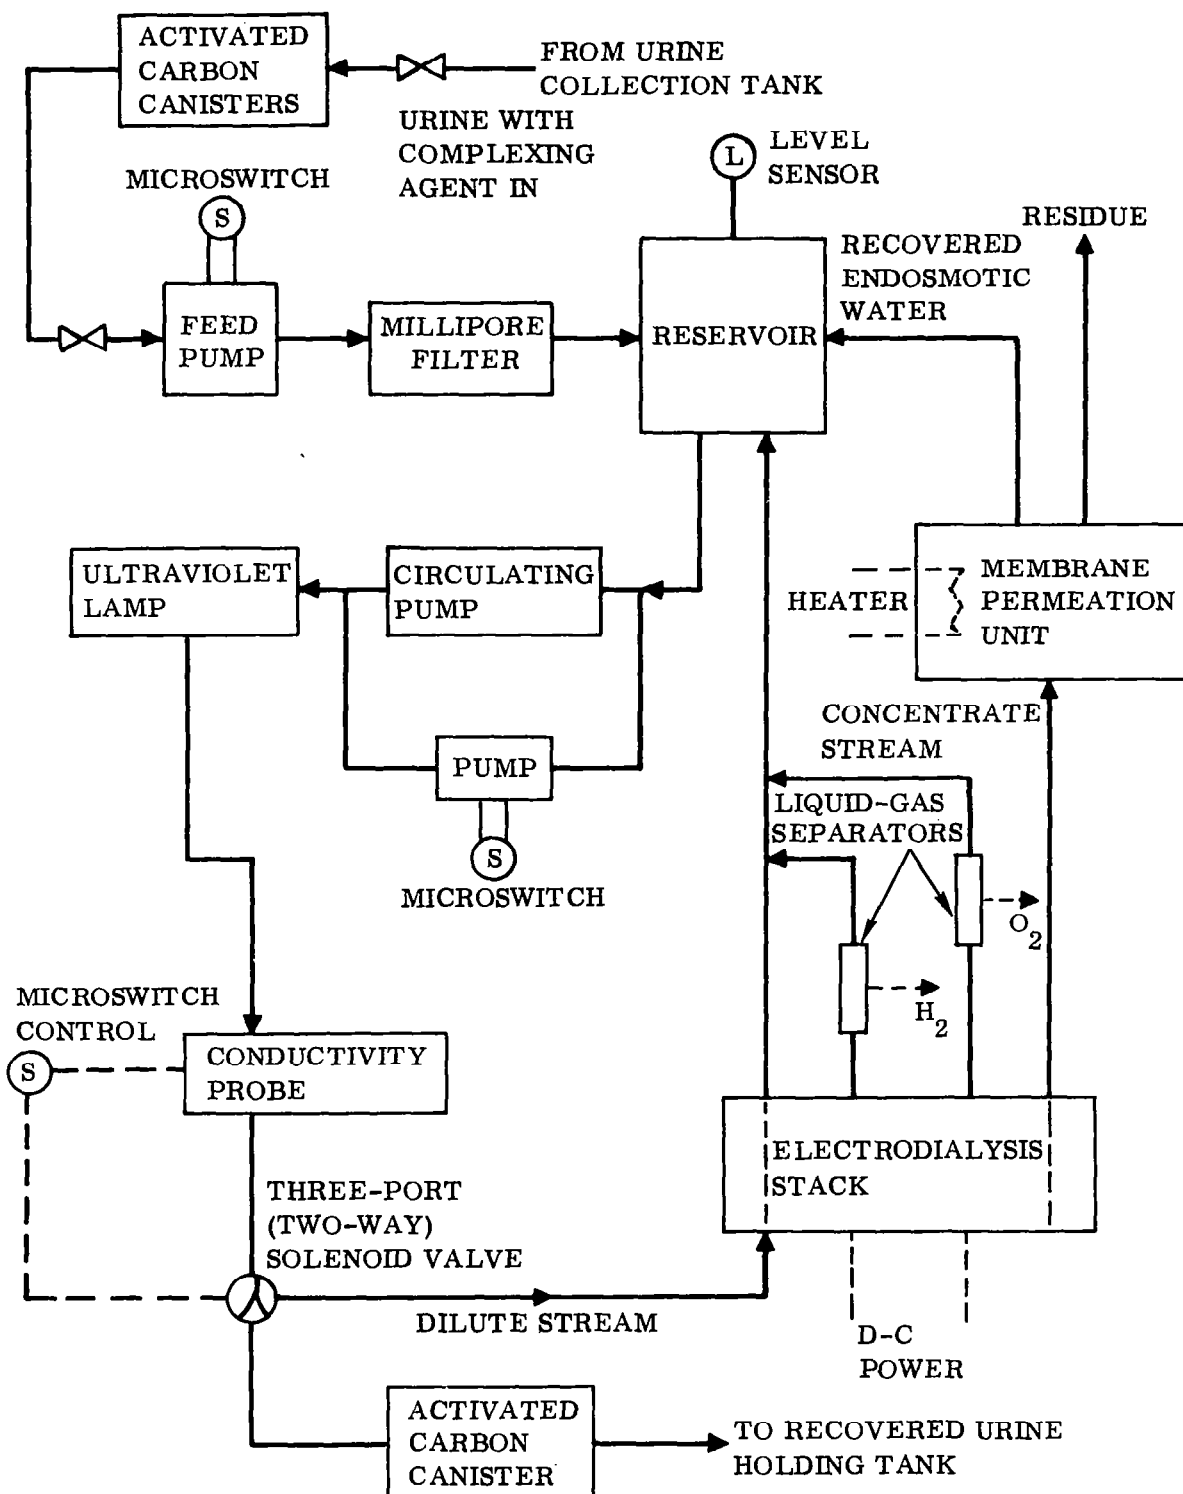 ACTIVATED
CARBON
CANISTERS
FROM URINE
COLLECTION TANK
URINE WITH
COMPLEXING
AGENT IN
MICROSWITCH
S
L
LEVEL
SENSOR
RESIDUE
RECOVERED
ENDOSMOTIC
WATER
FEED
PUMP
MILLIPORE
FILTER
RESERVOIR
ULTRAVIOLET
LAMP
CIRCULATING
PUMP
HEATER
MEMBRANE
PERMEATION
UNIT
CONCENTRATE
STREAM
PUMP
S
MICROSWITCH
LIQUID-GAS
SEPARATORS
O2
H2
MICROSWITCH
CONTROL
S
CONDUCTIVITY
PROBE
ELECTRODIALYSIS
STACK
THREE-PORT
(TWO-WAY)
SOLENOID VALVE
DILUTE STREAM
D-C
POWER
ACTIVATED
CARBON
CANISTER
TO RECOVERED URINE
HOLDING TANK